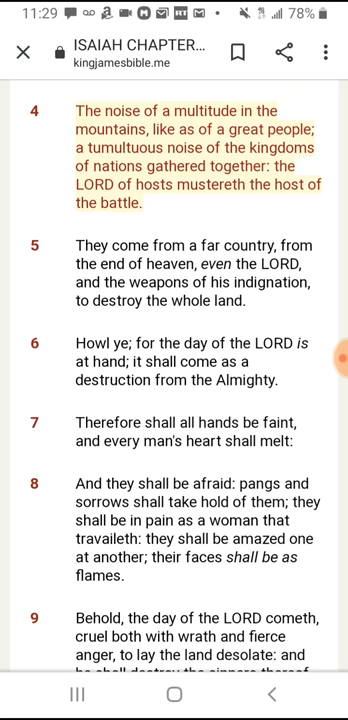 11:29 78%
ISAIAH CHAPTER...
kingjamesbible.me
4 The noise of a multitude in the
mountains, like as of a great people;
a tumultuous noise of the kingdoms
of nations gathered together: the
LORD of hosts mustereth the host of
the battle.
5 They come from a far country, from
the end of heaven, even the LORD,
and the weapons of his indignation,
to destroy the whole land.
6 Howl ye; for the day of the LORD is
at hand; it shall come as a
destruction from the Almighty.
7 Therefore shall all hands be faint,
and every man's heart shall melt:
8 And they shall be afraid: pangs and
sorrows shall take hold of them; they
shall be in pain as a woman that
travaileth: they shall be amazed one
at another; their faces shall be as
flames.
9 Behold, the day of the LORD cometh,
cruel both with wrath and fierce
anger, to lay the land desolate: and
he shall destroy the sinners thereof